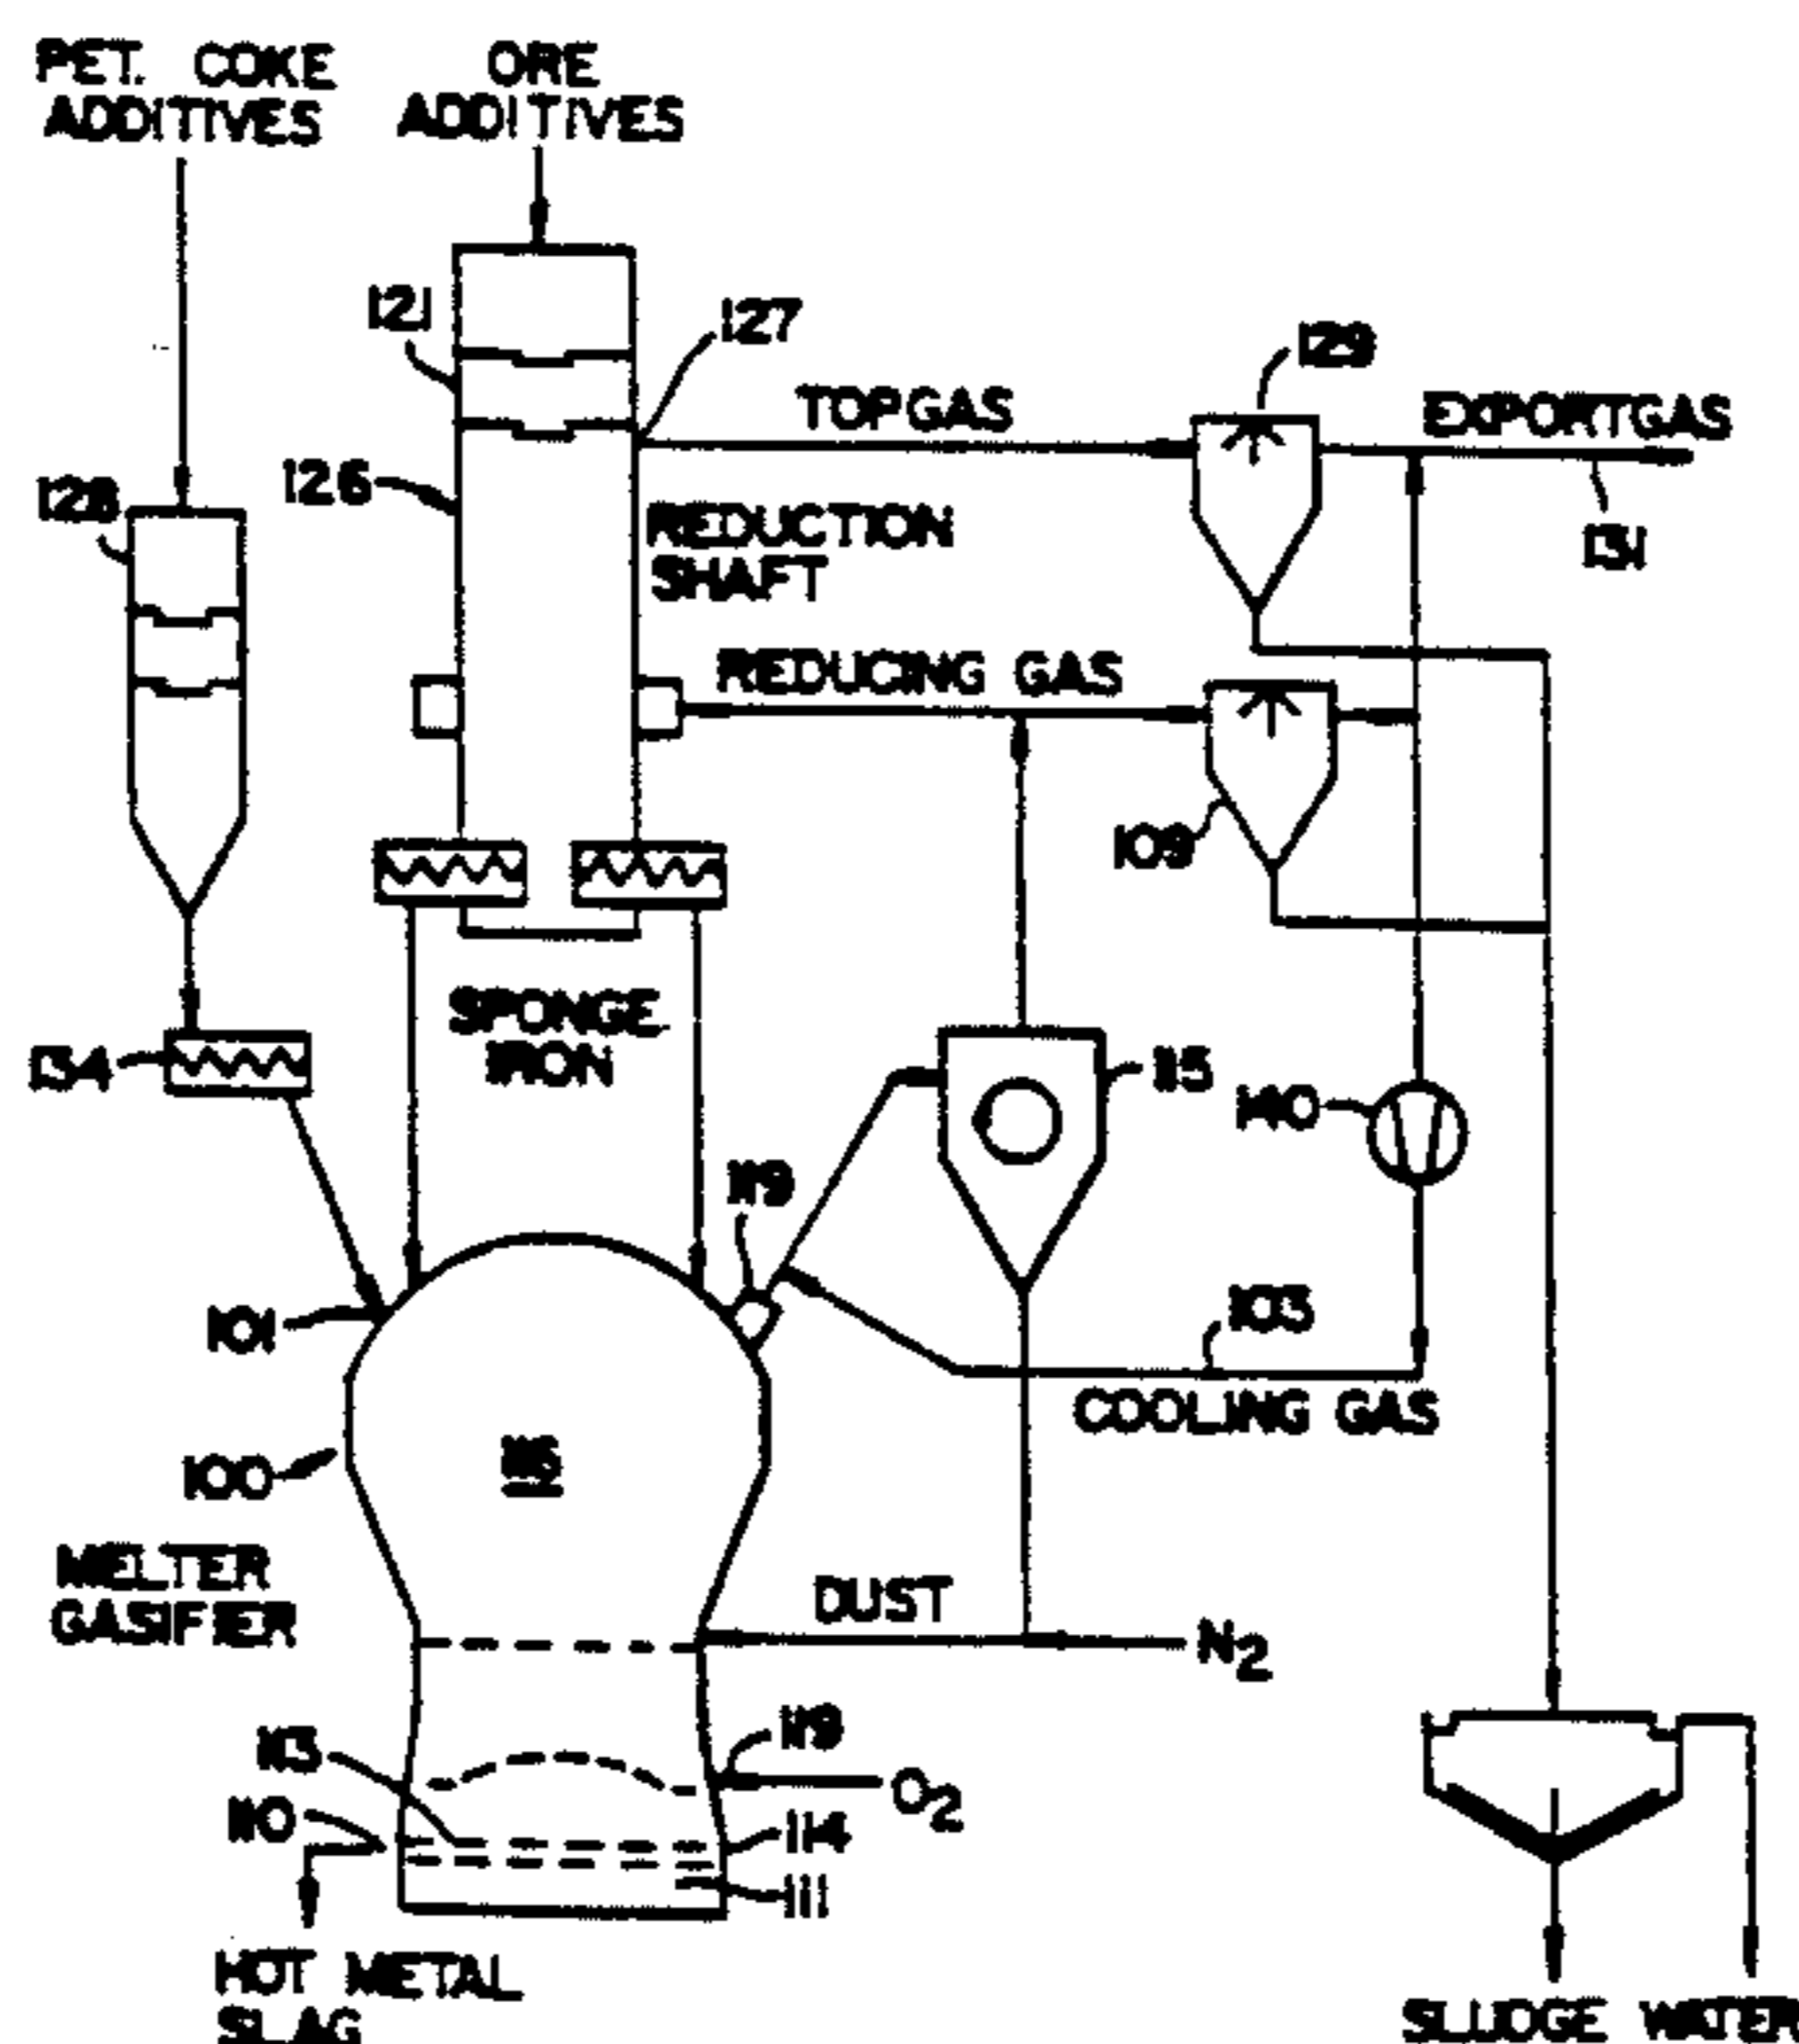 PET. COKE
ADDITIVES
ORE
ADDITIVES
121
127
129
TOPGAS
EXPORTGAS
128
126
REDUCTION
SHAFT
131
REDUCING GAS
109
SPONGE
IRON
134
115
140
119
101
103
COOLING GAS
100
116
MELTER
GASIFIER
DUST
N2
113
119
O2
110
114
111
HOT METAL
SLAG
SLUDGE WATER